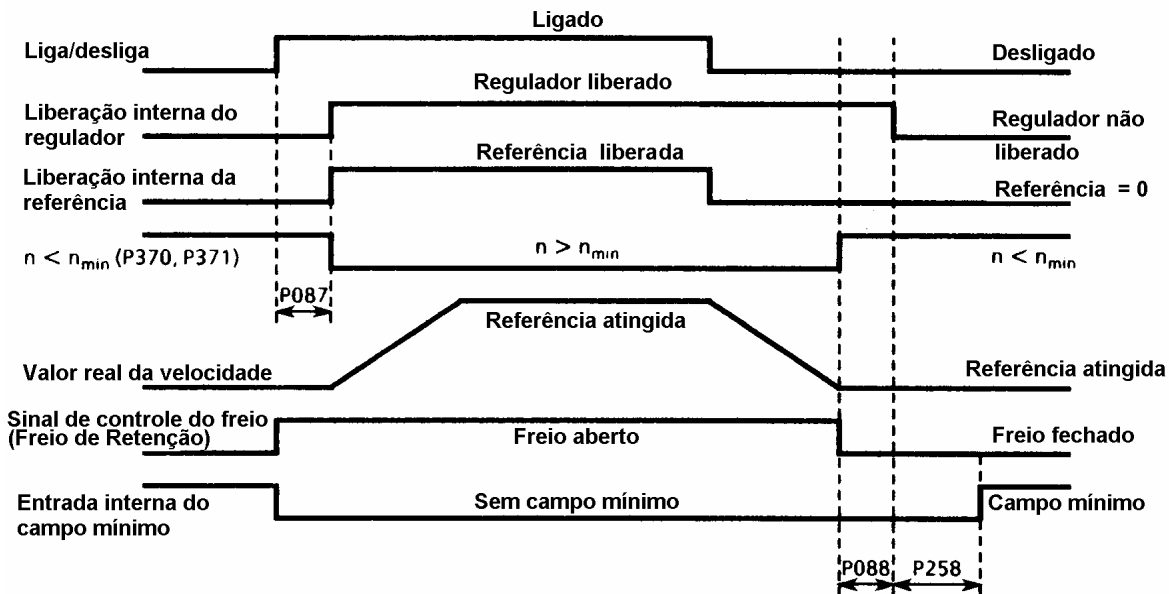 Ligado
Liga/desliga
Desligado
Regulador liberado
Liberação interna do
regulador
Regulador não
liberado
Referência liberada
Liberação interna da
referência
Referência = 0
n < nmin (P370, P371)
n > nmin
n < nmin
P087
Referência atingida
Valor real da velocidade
Referência atingida
Sinal de controle do freio
(Freio de Retenção)
Freio aberto
Freio fechado
Entrada interna do
campo mínimo
Sem campo mínimo
Campo mínimo
P088
P258